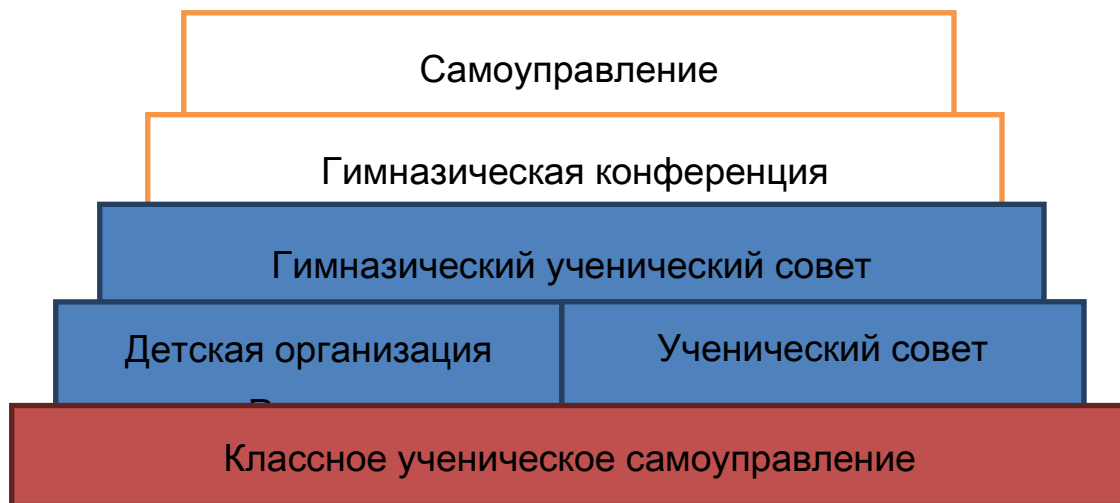 Самоуправление
Гимназическая конференция
Гимназический ученический совет
Детская организация
Ученический совет
Классное ученическое самоуправление